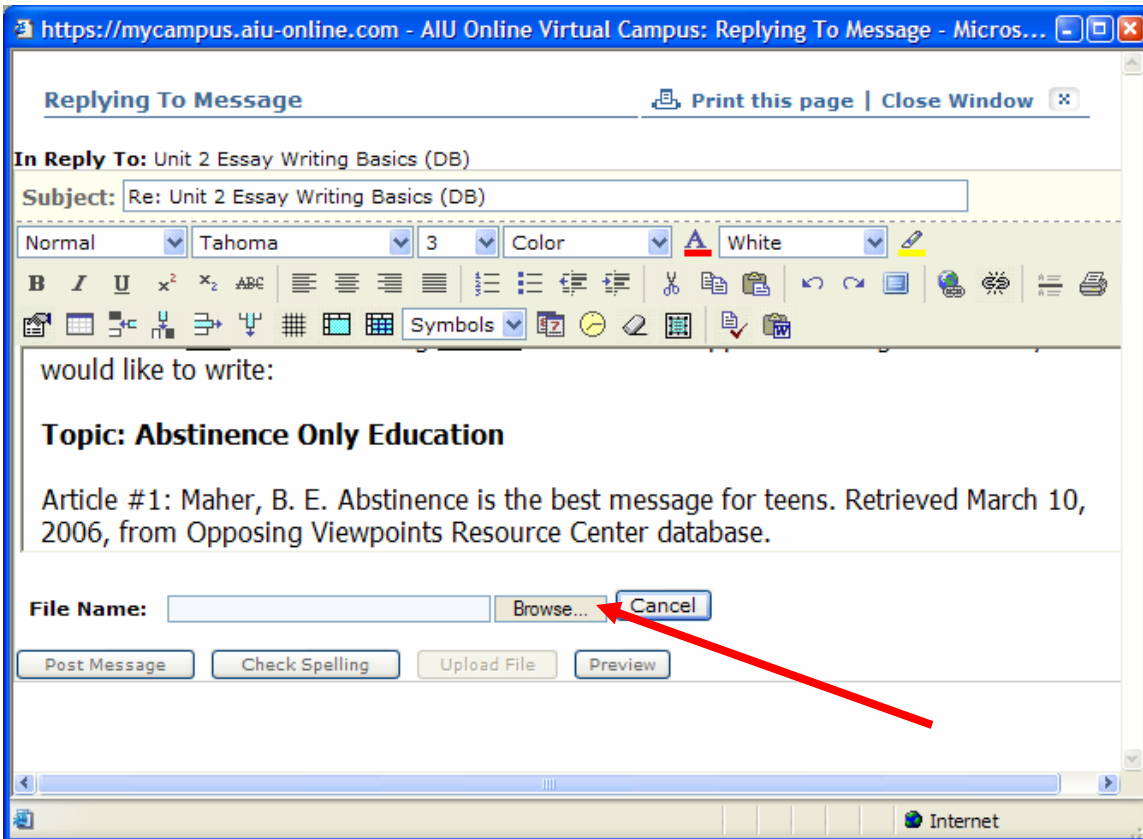 https://mycampus.aiu-online.com - AIU Online Virtual Campus: Replying To Message - Micros...
Replying To Message Print this page | Close Window
In Reply To: Unit 2 Essay Writing Basics (DB)
Subject: Re: Unit 2 Essay Writing Basics (DB)
Normal Tahoma 3 Color A White
B I U x² x₂ ABC
Symbols
would like to write:
Topic: Abstinence Only Education
Article #1: Maher, B. E. Abstinence is the best message for teens. Retrieved March 10,
2006, from Opposing Viewpoints Resource Center database.
File Name: Browse... Cancel
Post Message Check Spelling Upload File Preview
Internet